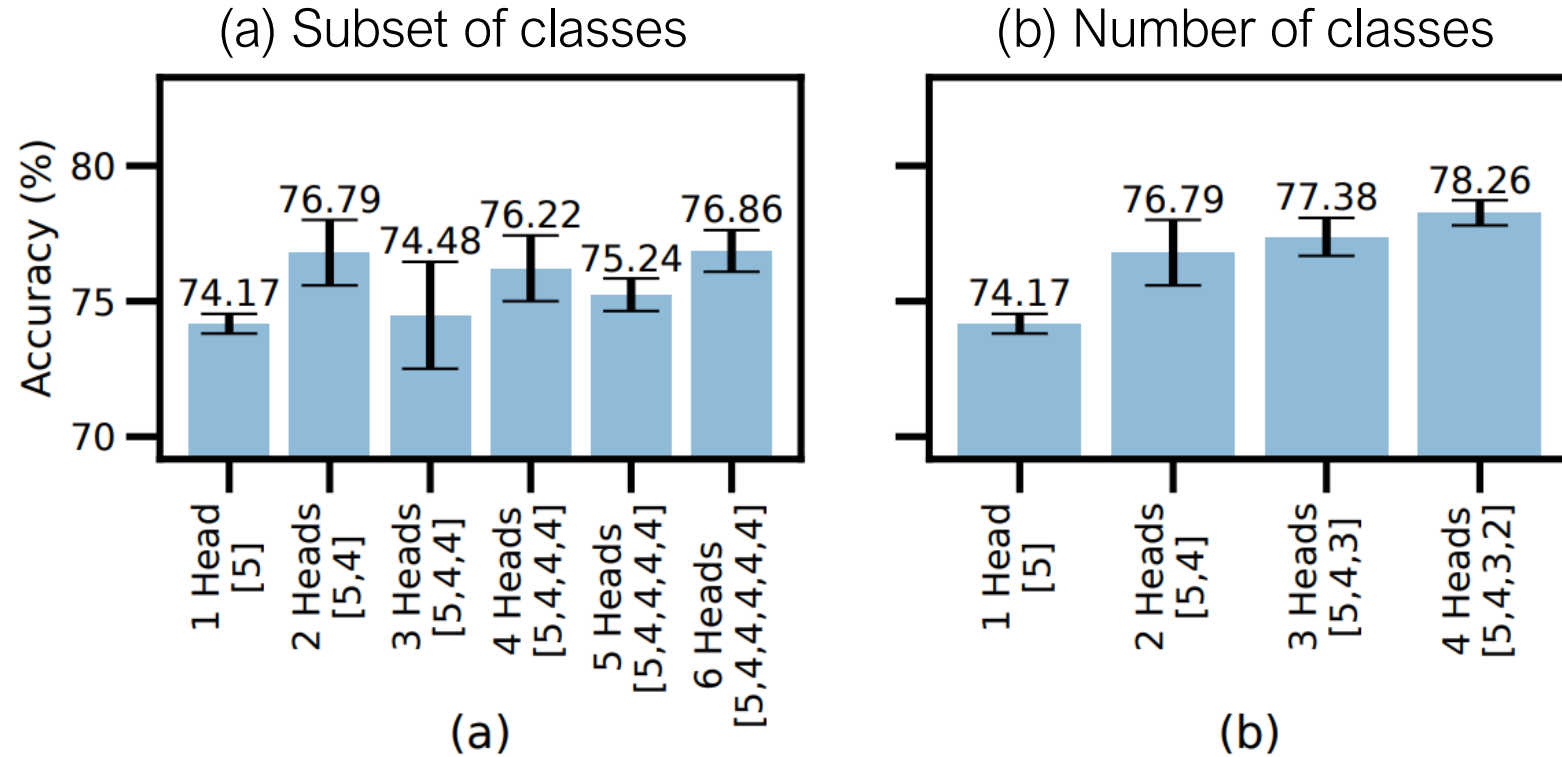 (a) Subset of classes
Accuracy (%)
80
75
70
74.17
76.79
74.48
76.22
75.24
76.86
1 Head
[5]
2 Heads
[5,4]
3 Heads
[5,4,4]
4 Heads
[5,4,4,4]
5 Heads
[5,4,4,4,4]
6 Heads
[5,4,4,4,4,4]
(a)
(b) Number of classes
74.17
76.79
77.38
78.26
1 Head
[5]
2 Heads
[5,4]
3 Heads
[5,4,3]
4 Heads
[5,4,3,2]
(b)